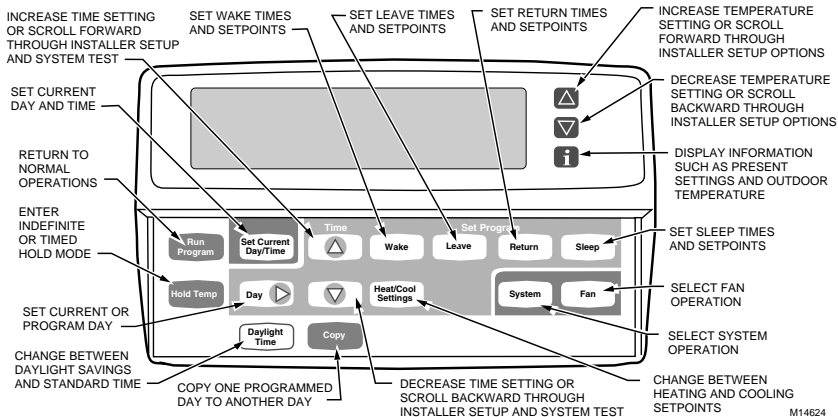 INCREASE TIME SETTING
OR SCROLL FORWARD
THROUGH INSTALLER SETUP
AND SYSTEM TEST
SET WAKE TIMES
AND SETPOINTS
SET LEAVE TIMES
AND SETPOINTS
SET RETURN TIMES
AND SETPOINTS
INCREASE TEMPERATURE
SETTING OR SCROLL
FORWARD THROUGH
INSTALLER SETUP OPTIONS
DECREASE TEMPERATURE
SETTING OR SCROLL
BACKWARD THROUGH
INSTALLER SETUP OPTIONS
i
DISPLAY INFORMATION
SUCH AS PRESENT
SETTINGS AND OUTDOOR
TEMPERATURE
SET CURRENT
DAY AND TIME
RETURN TO
NORMAL
OPERATIONS
ENTER
INDEFINITE
OR TIMED
HOLD MODE
SET CURRENT OR
PROGRAM DAY
CHANGE BETWEEN
DAYLIGHT SAVINGS
AND STANDARD TIME
Time
Set Program
Run
Program
Set Current
Day/Time
Wake
Leave
Return
Sleep
Hold Temp
Day
Heat/Cool
Settings
System
Fan
Daylight
Time
Copy
SET SLEEP TIMES
AND SETPOINTS
SELECT FAN
OPERATION
SELECT SYSTEM
OPERATION
COPY ONE PROGRAMMED
DAY TO ANOTHER DAY
DECREASE TIME SETTING OR
SCROLL BACKWARD THROUGH
INSTALLER SETUP AND SYSTEM TEST
CHANGE BETWEEN
HEATING AND COOLING
SETPOINTS
M14624